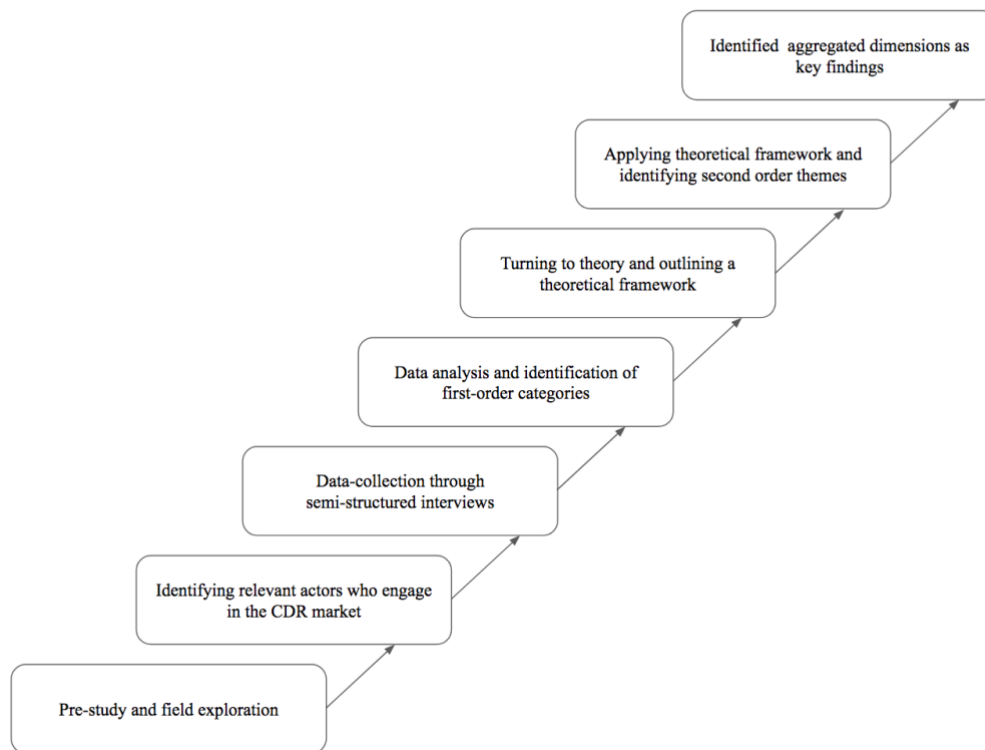 Identified aggregated dimensions as
key findings
Applying theoretical framework and
identifying second order themes
Turning to theory and outlining a
theoretical framework
Data analysis and identification of
first-order categories
Data-collection through
semi-structured interviews
Identifying relevant actors who engage
in the CDR market
Pre-study and field exploration